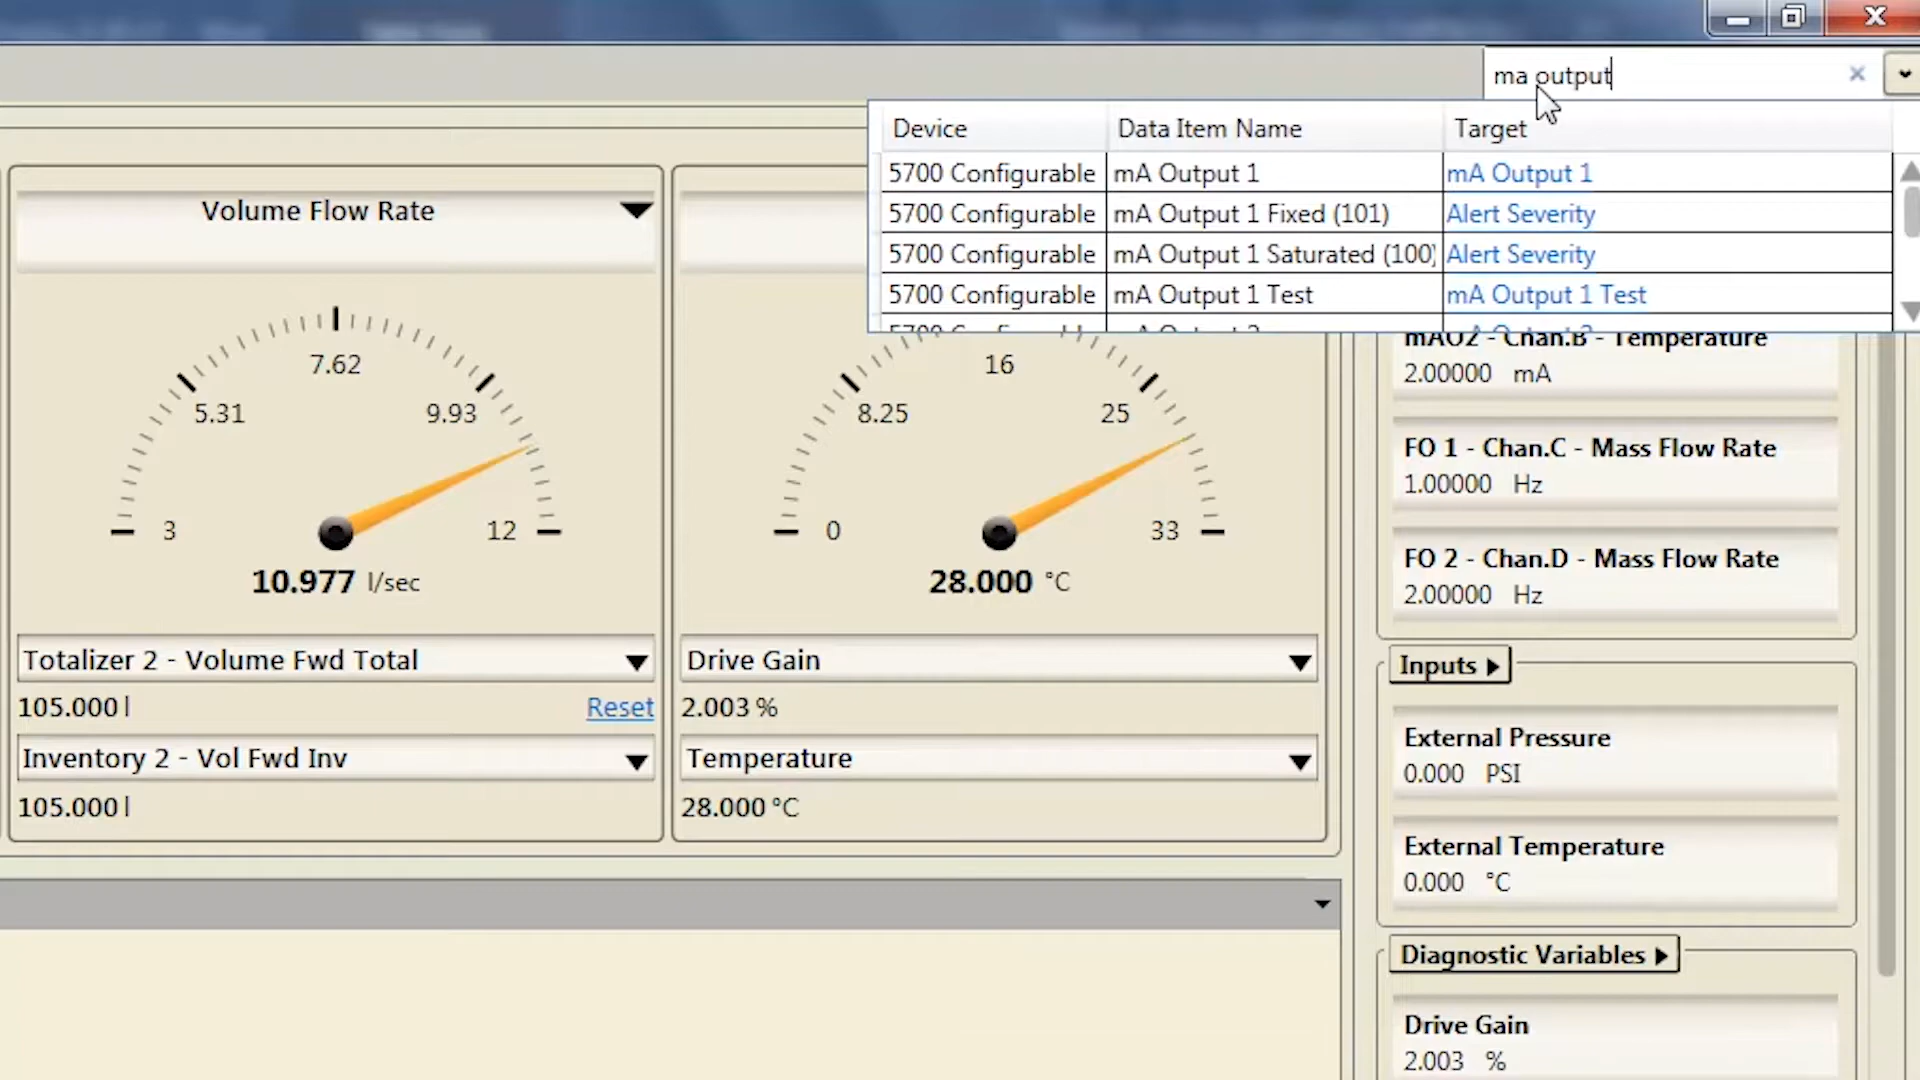 ma output
Device Data Item Name Target
5700 Configurable mA Output 1 mA Output 1
5700 Configurable mA Output 1 Fixed (101) Alert Severity
5700 Configurable mA Output 1 Saturated (100) Alert Severity
5700 Configurable mA Output 1 Test mA Output 1 Test
Volume Flow Rate
7.62
5.31 9.93
3 12
10.977 l/sec
Totalizer 2 - Volume Fwd Total
105.000 l Reset
Inventory 2 - Vol Fwd Inv
105.000 l
16
8.25 25
0 33
28.000 °C
Drive Gain
2.003 %
Temperature
28.000 °C
mAO2 - Chan.B - Temperature
2.00000 mA
FO 1 - Chan.C - Mass Flow Rate
1.00000 Hz
FO 2 - Chan.D - Mass Flow Rate
2.00000 Hz
Inputs
External Pressure
0.000 PSI
External Temperature
0.000 °C
Diagnostic Variables
Drive Gain
2.003 %